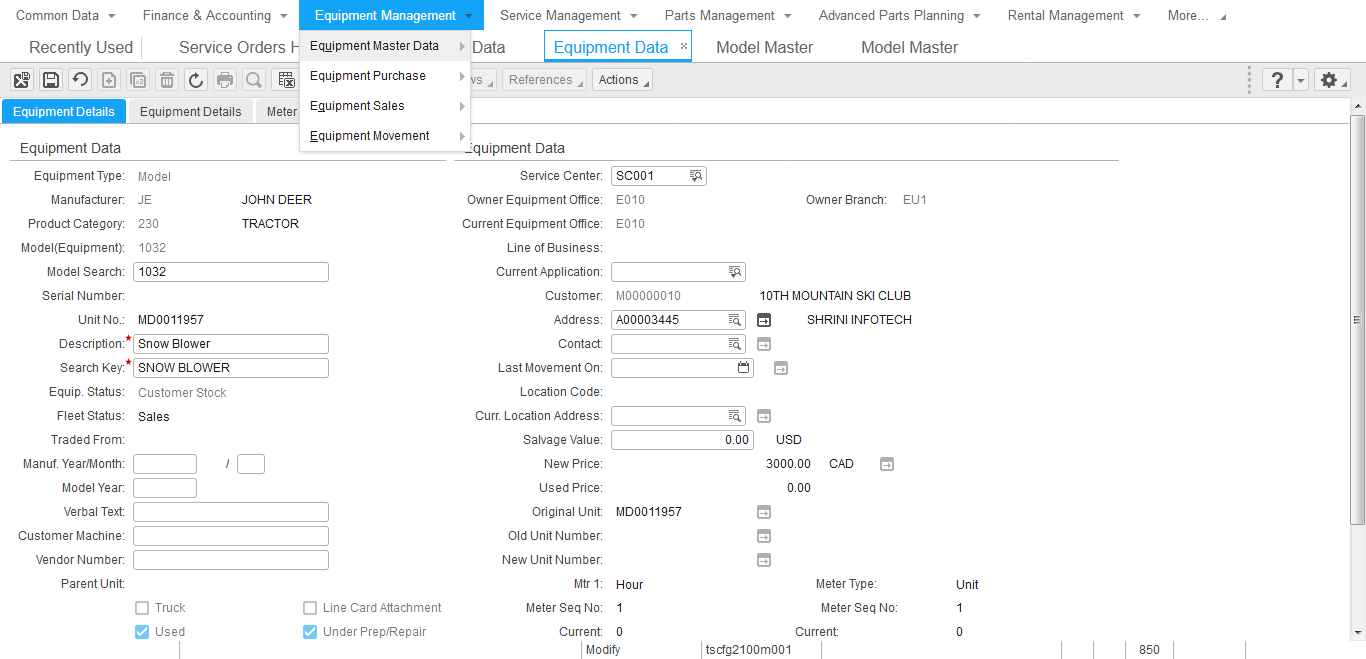 Common Data Finance & Accounting Equipment Management Service Management Parts Management Advanced Parts Planning Rental Management More...
Recently Used Service Orders H Data Equipment Data Model Master Model Master
Equipment Master Data
Equipment Purchase
Equipment Sales
Equipment Movement
ws References Actions ?
Equipment Details Equipment Details Meter
Equipment Data
Equipment Type: Model
Manufacturer: JE JOHN DEER
Product Category: 230 TRACTOR
Model(Equipment): 1032
Model Search: 1032
Serial Number:
Unit No.: MD0011957
Description:* Snow Blower
Search Key:* SNOW BLOWER
Equip. Status: Customer Stock
Fleet Status: Sales
Traded From:
Manuf. Year/Month: /
Model Year:
Verbal Text:
Customer Machine:
Vendor Number:
Parent Unit:
Truck Line Card Attachment
Used Under Prep/Repair
Equipment Data
Service Center: SC001
Owner Equipment Office: E010 Owner Branch: EU1
Current Equipment Office: E010
Line of Business:
Current Application:
Customer: M00000010 10TH MOUNTAIN SKI CLUB
Address: A00003445 SHRINI INFOTECH
Contact:
Last Movement On:
Location Code:
Curr. Location Address:
Salvage Value: 0.00 USD
New Price: 3000.00 CAD
Used Price: 0.00
Original Unit: MD0011957
Old Unit Number:
New Unit Number:
Mtr 1: Hour Meter Type: Unit
Meter Seq No: 1 Meter Seq No: 1
Current: 0 Current: 0
Modify tscfg2100m001 850